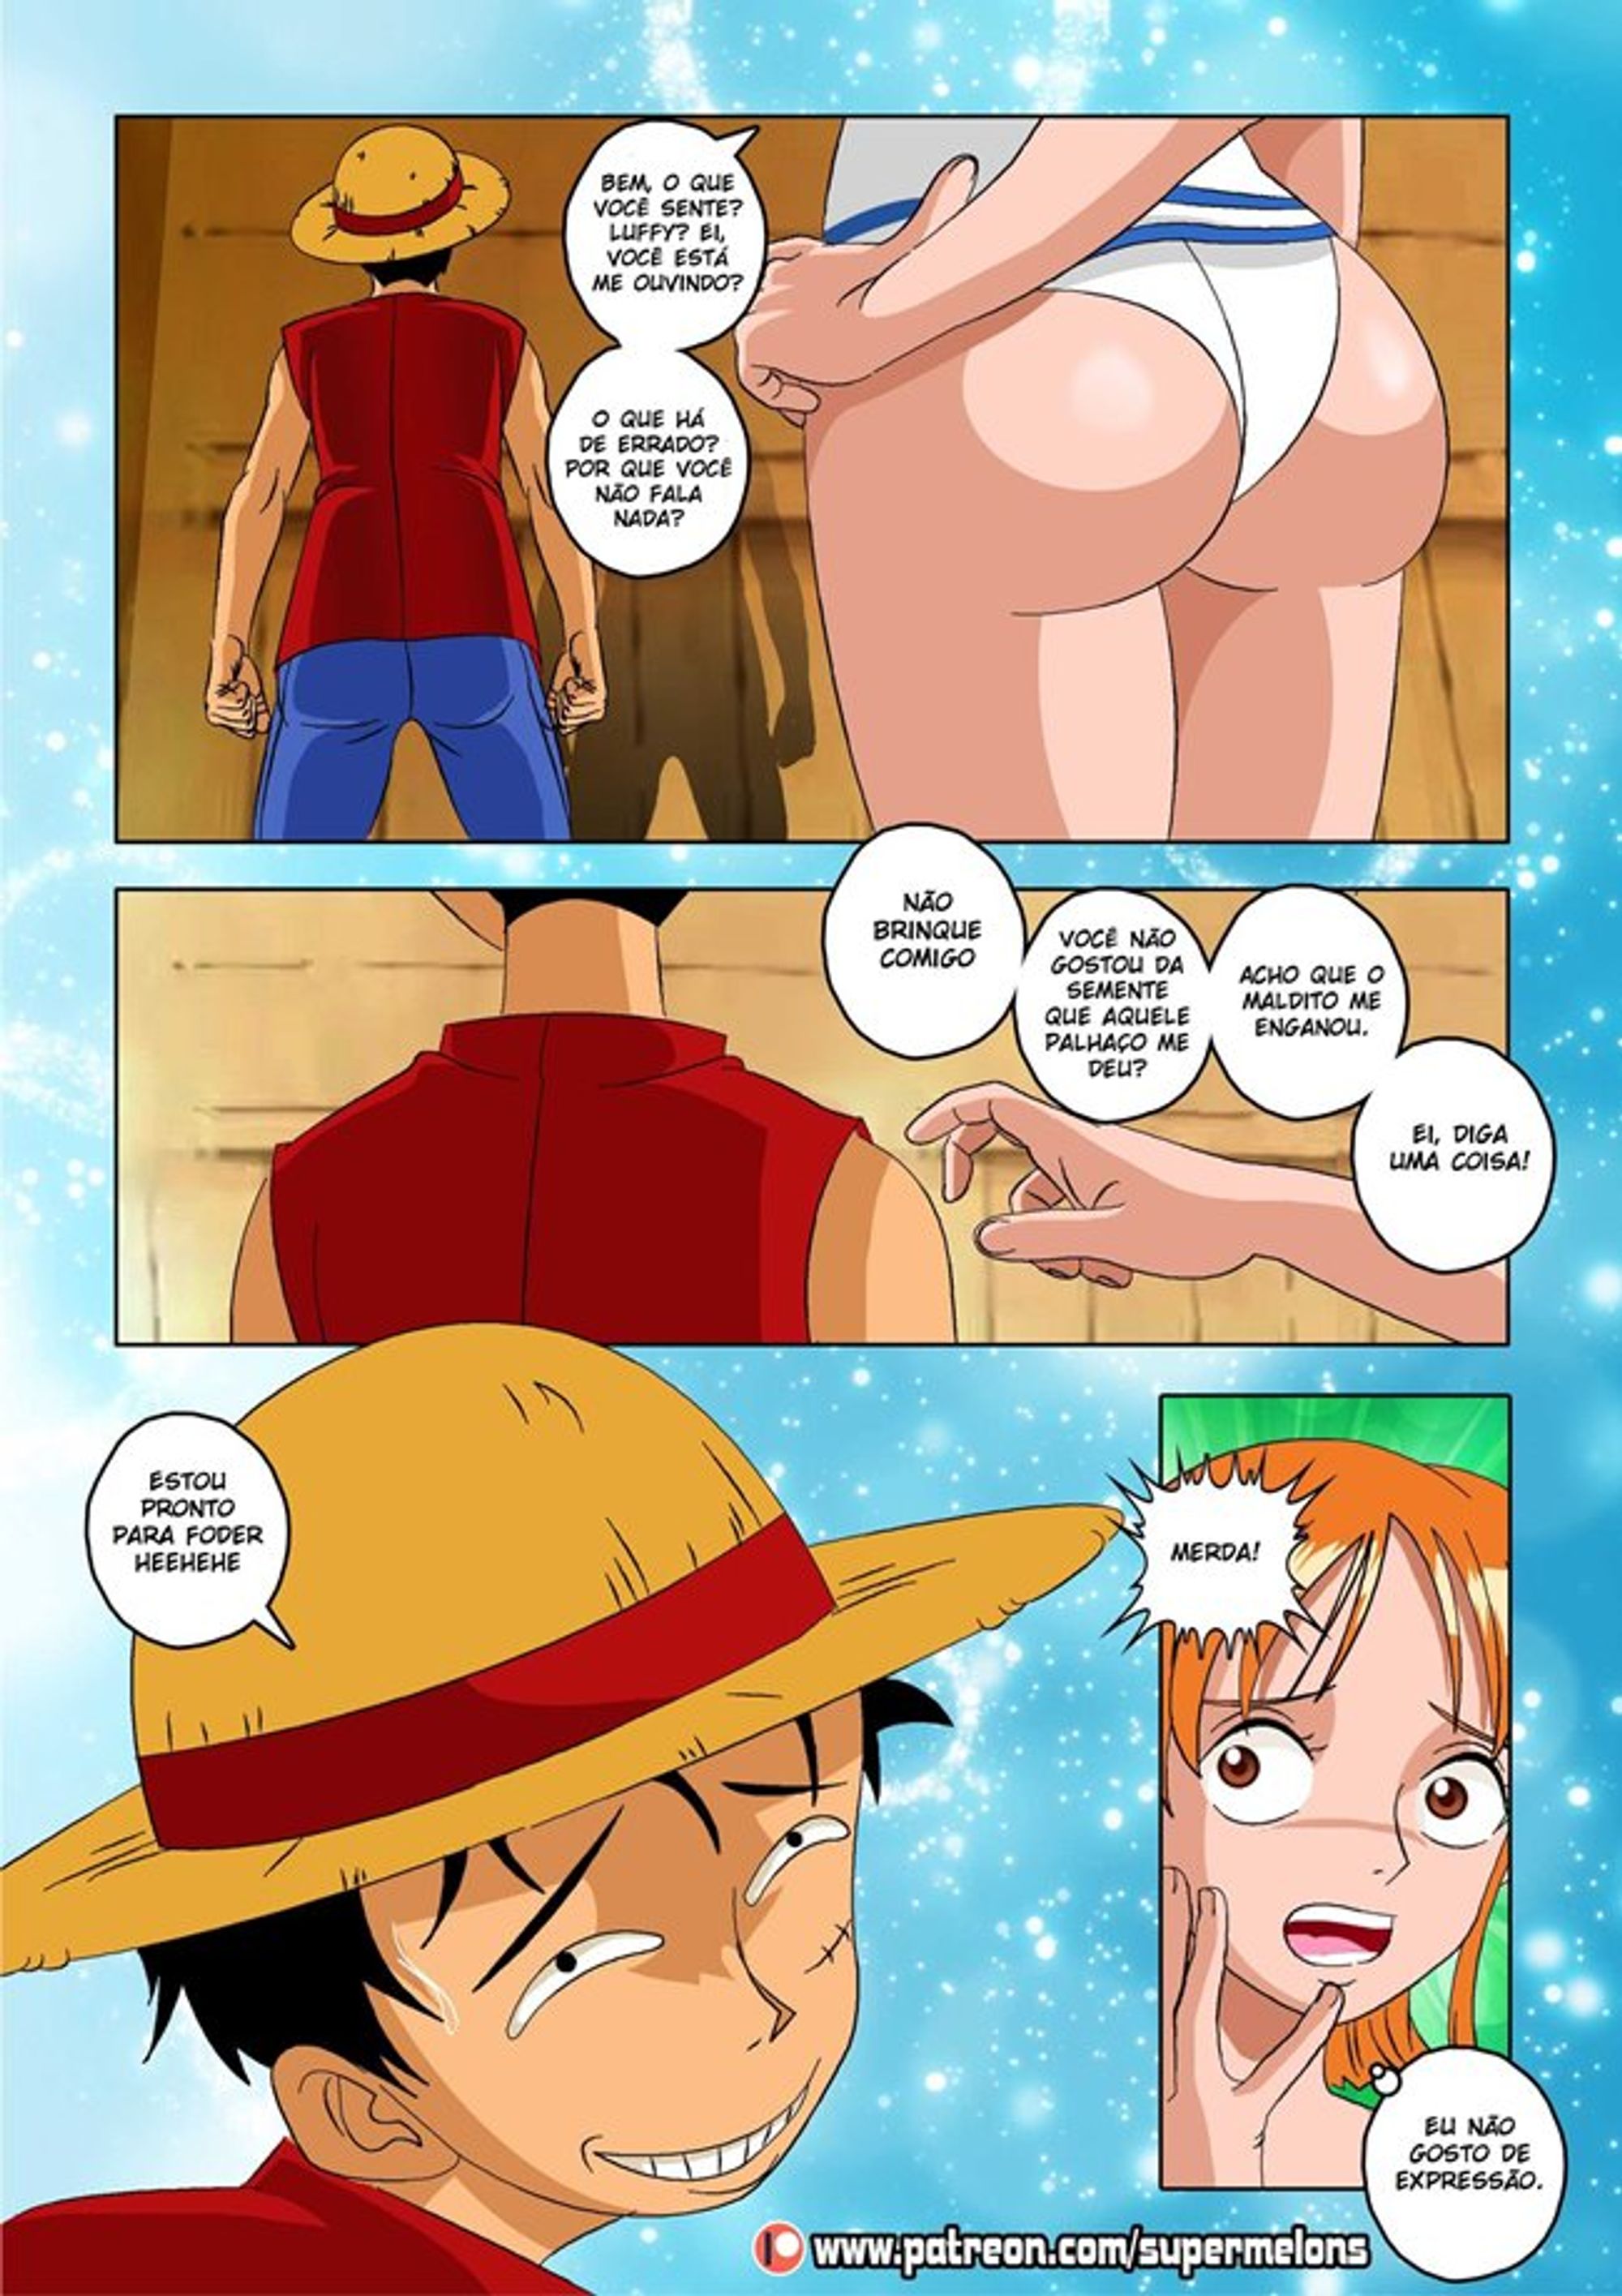 BEM, O QUE
VOCÊ SENTE?
LUFFY? EI,
VOCÊ ESTÁ
ME OUVINDO?
O QUE HÁ
DE ERRADO?
POR QUE VOCÊ
NÃO FALA
NADA?
NÃO
BRINQUE
COMIGO
VOCÊ NÃO
GOSTOU DA
SEMENTE
QUE AQUELE
PALHAÇO ME
DEU?
ACHO QUE O
MALDITO ME
ENGANOU.
EI, DIGA
UMA COISA!
ESTOU
PRONTO
PARA FODER
HEEHEHE
MERDA!
EU NÃO
GOSTO DE
EXPRESSÃO.
www.patreon.com/supermelons